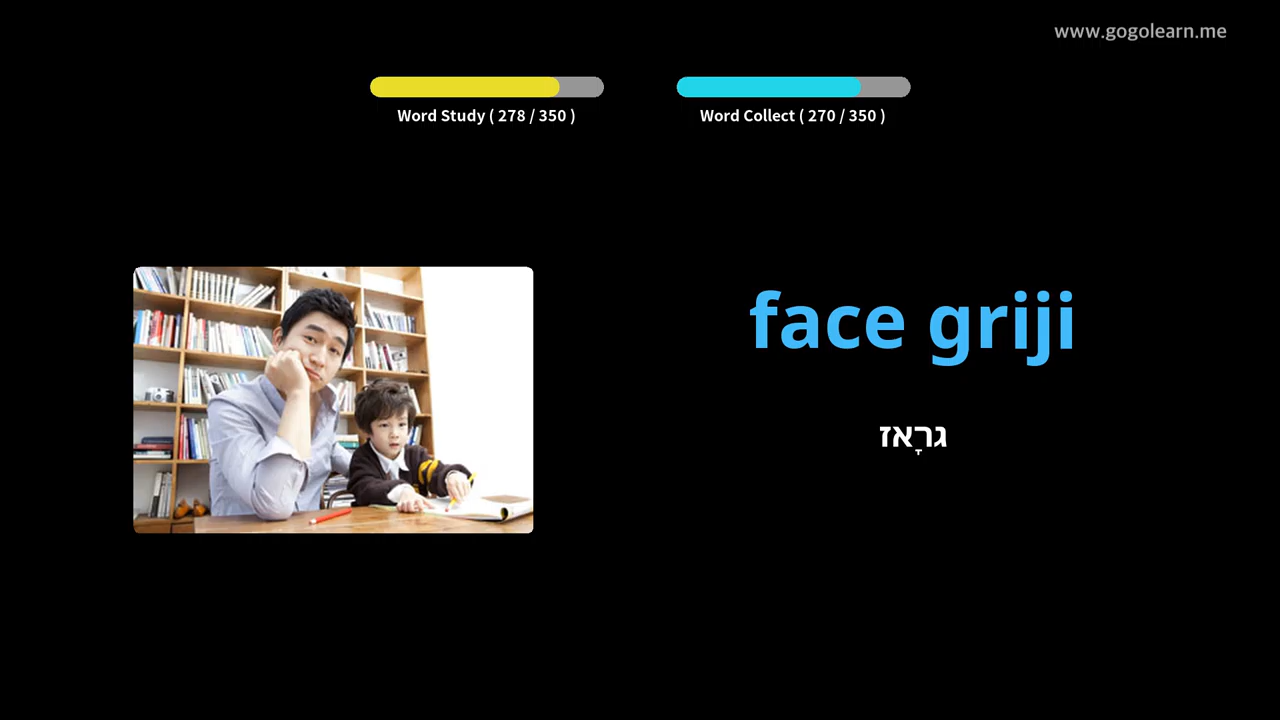 www.gogolearn.me
Word Study ( 278 / 350 )
Word Collect ( 270 / 350 )
face griji
גרָאז